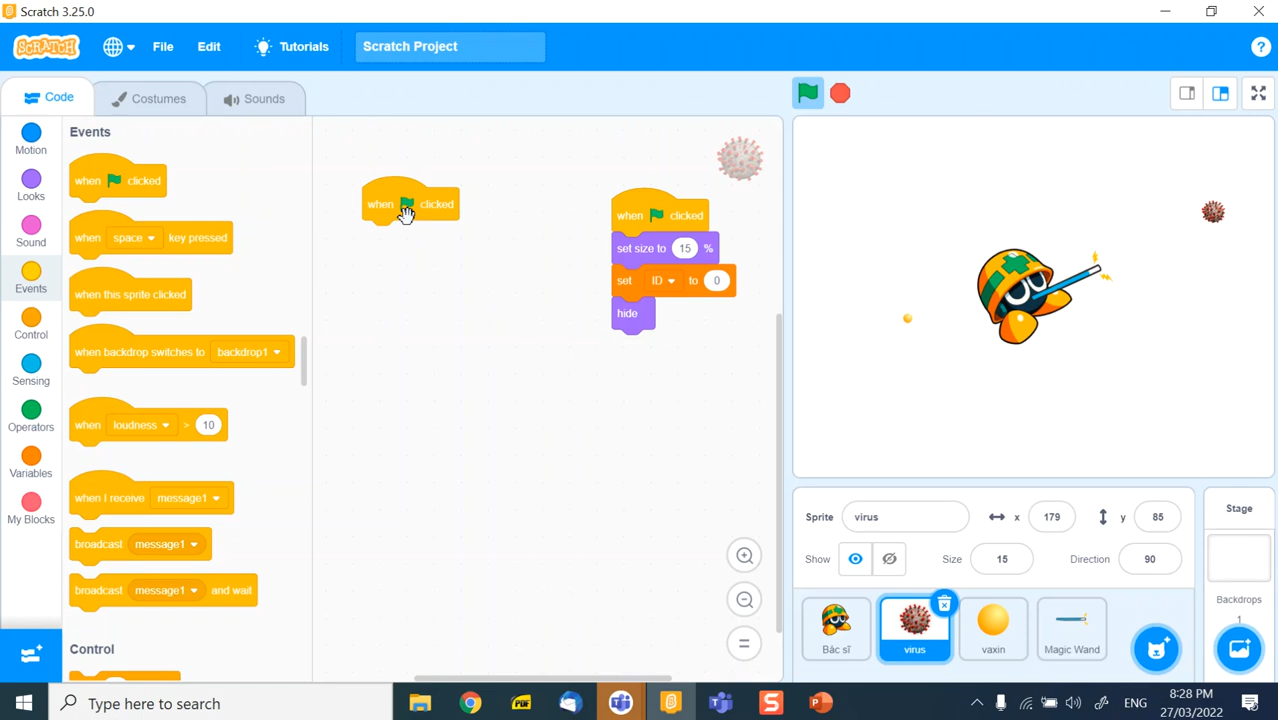 Scratch 3.25.0
SCRATCH File Edit Tutorials Scratch Project ?
Code Costumes Sounds
Motion
Looks
Sound
Events
Control
Sensing
Operators
Variables
My Blocks
Events
when clicked
when space key pressed
when this sprite clicked
when backdrop switches to backdrop1
when loudness > 10
when I receive message1
broadcast message1
broadcast message1 and wait
Control
when clicked
when clicked
set size to 15 %
set ID to 0
hide
Sprite virus x 179 y 85
Show Size 15 Direction 90
Bác sĩ virus vaxin Magic Wand
Stage
Backdrops
1
Type here to search
PDF
S
P
ENG
8:28 PM
27/03/2022